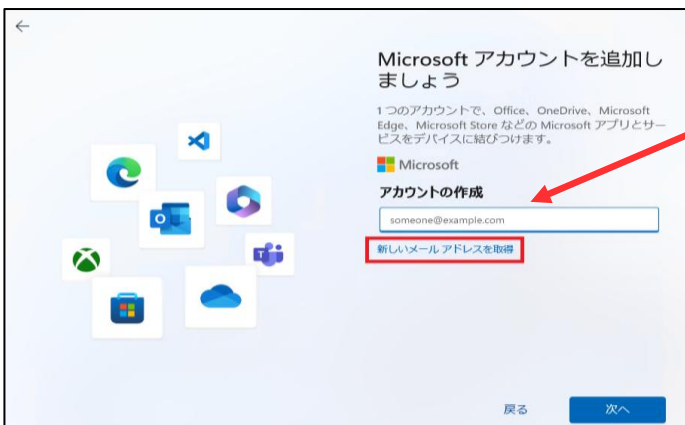 Microsoft アカウントを追加し
ましょう
1 つのアカウントで、Office、OneDrive、Microsoft
Edge、Microsoft Store などの Microsoft アプリとサー
ビスをデバイスに結びつけます。
Microsoft
アカウントの作成
someone@example.com
新しいメール アドレスを取得
戻る
次へ